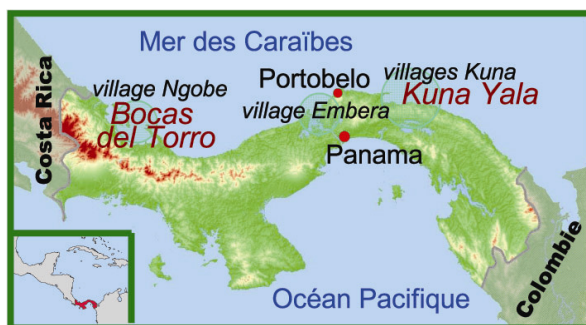 Mer des Caraïbes
Costa Rica
village Ngobe
Bocas
del Torro
Portobelo
village Embera
villages Kuna
Kuna Yala
Panama
Océan Pacifique
Colombie